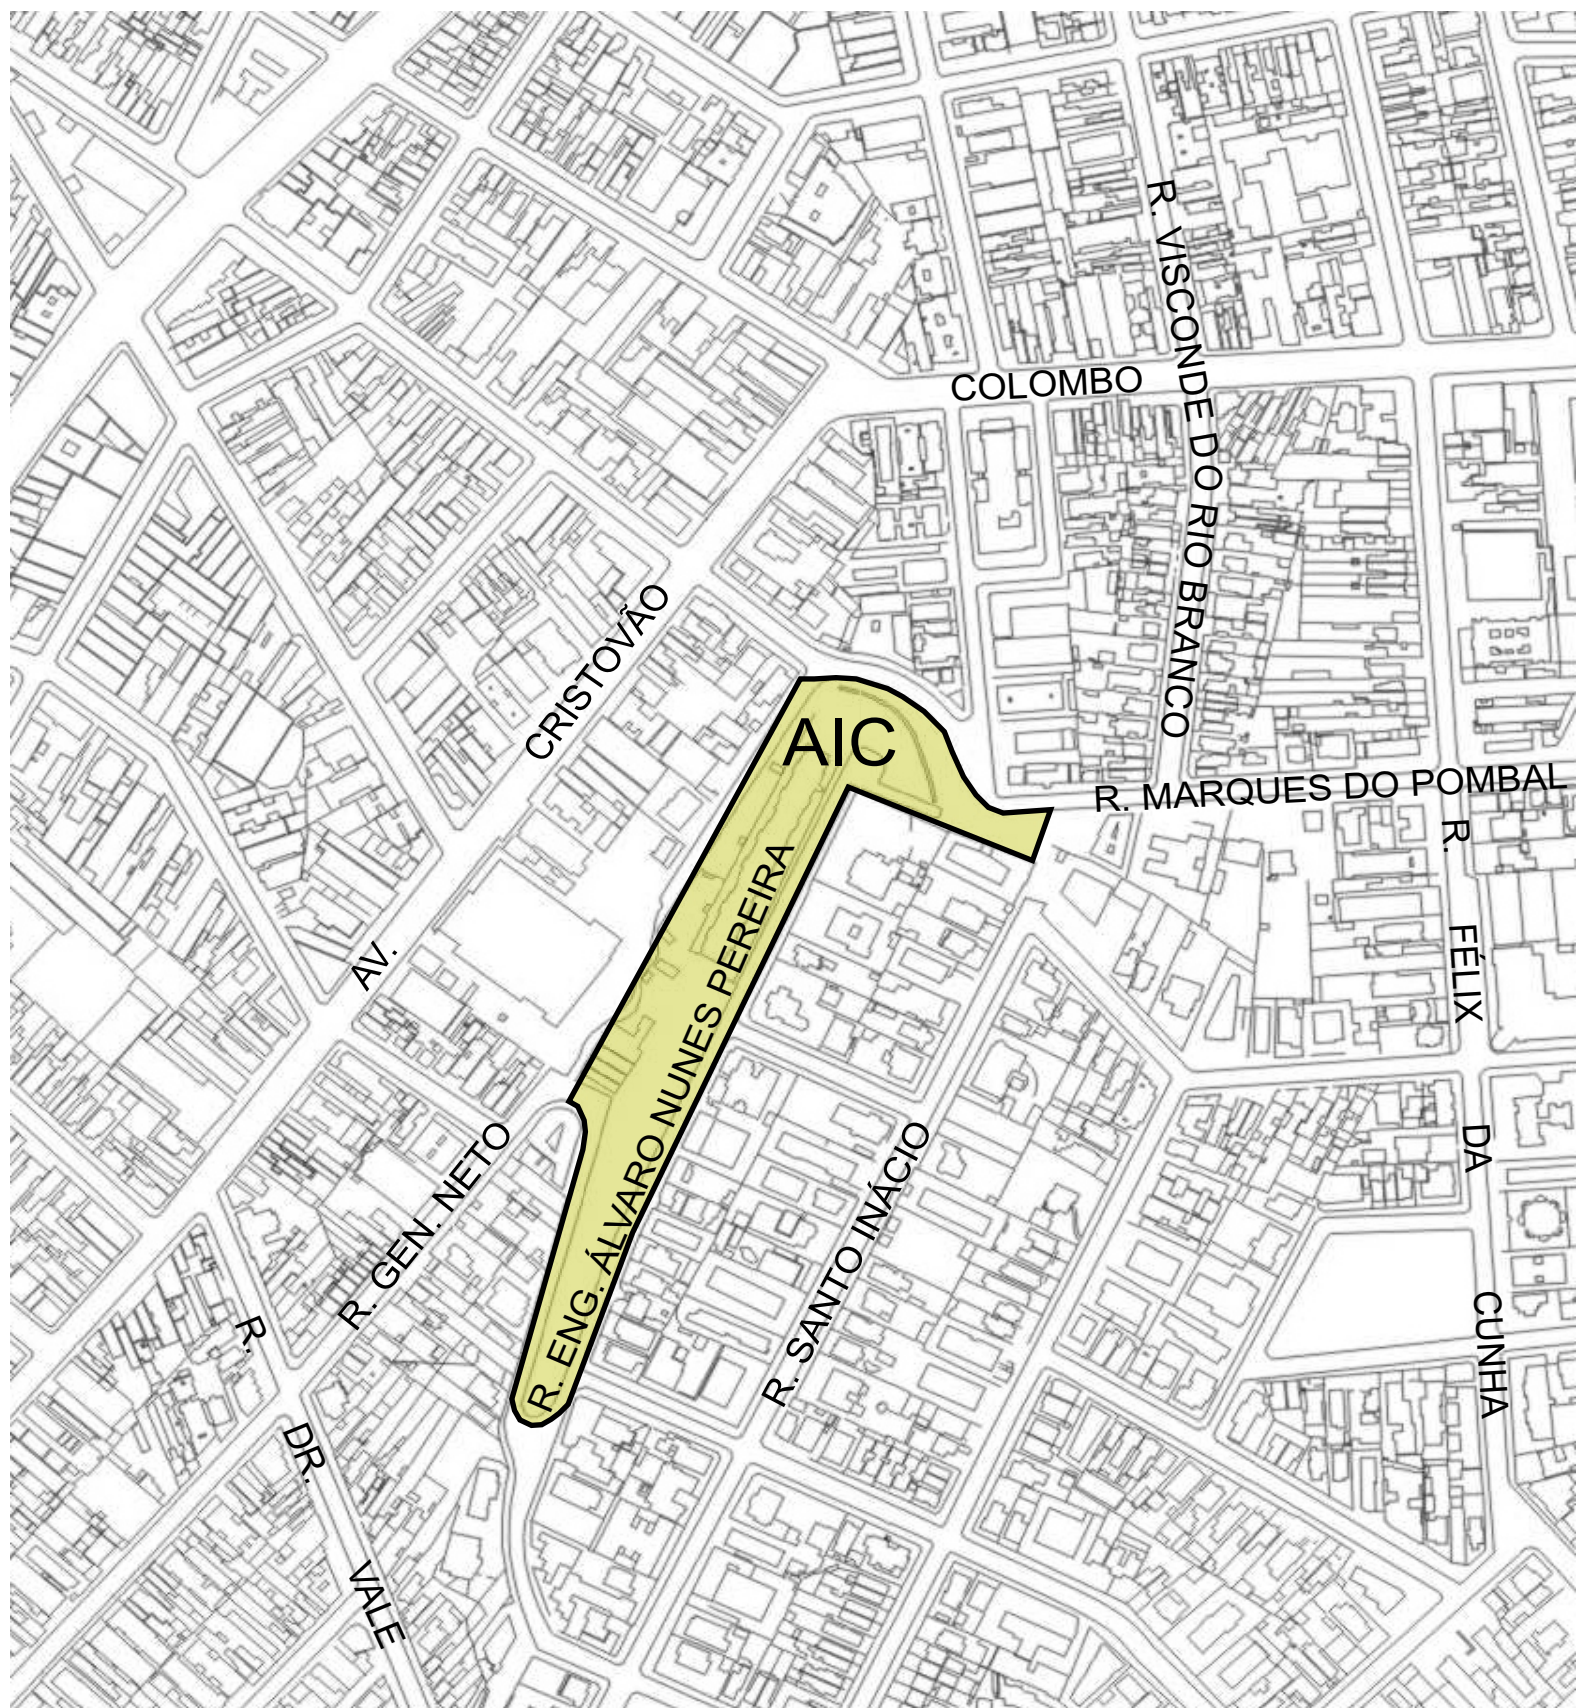 R. VISCONDE DO RIO BRANCO
COLOMBO
CRISTOVÃO
AV.
AIC
R. MARQUES DO POMBAL
R. FÉLIX DA CUNHA
R. ENG. ÁLVARO NUNES PEREIRA
R. GEN. NETO
R. SANTO INÁCIO
R. DR. VALE